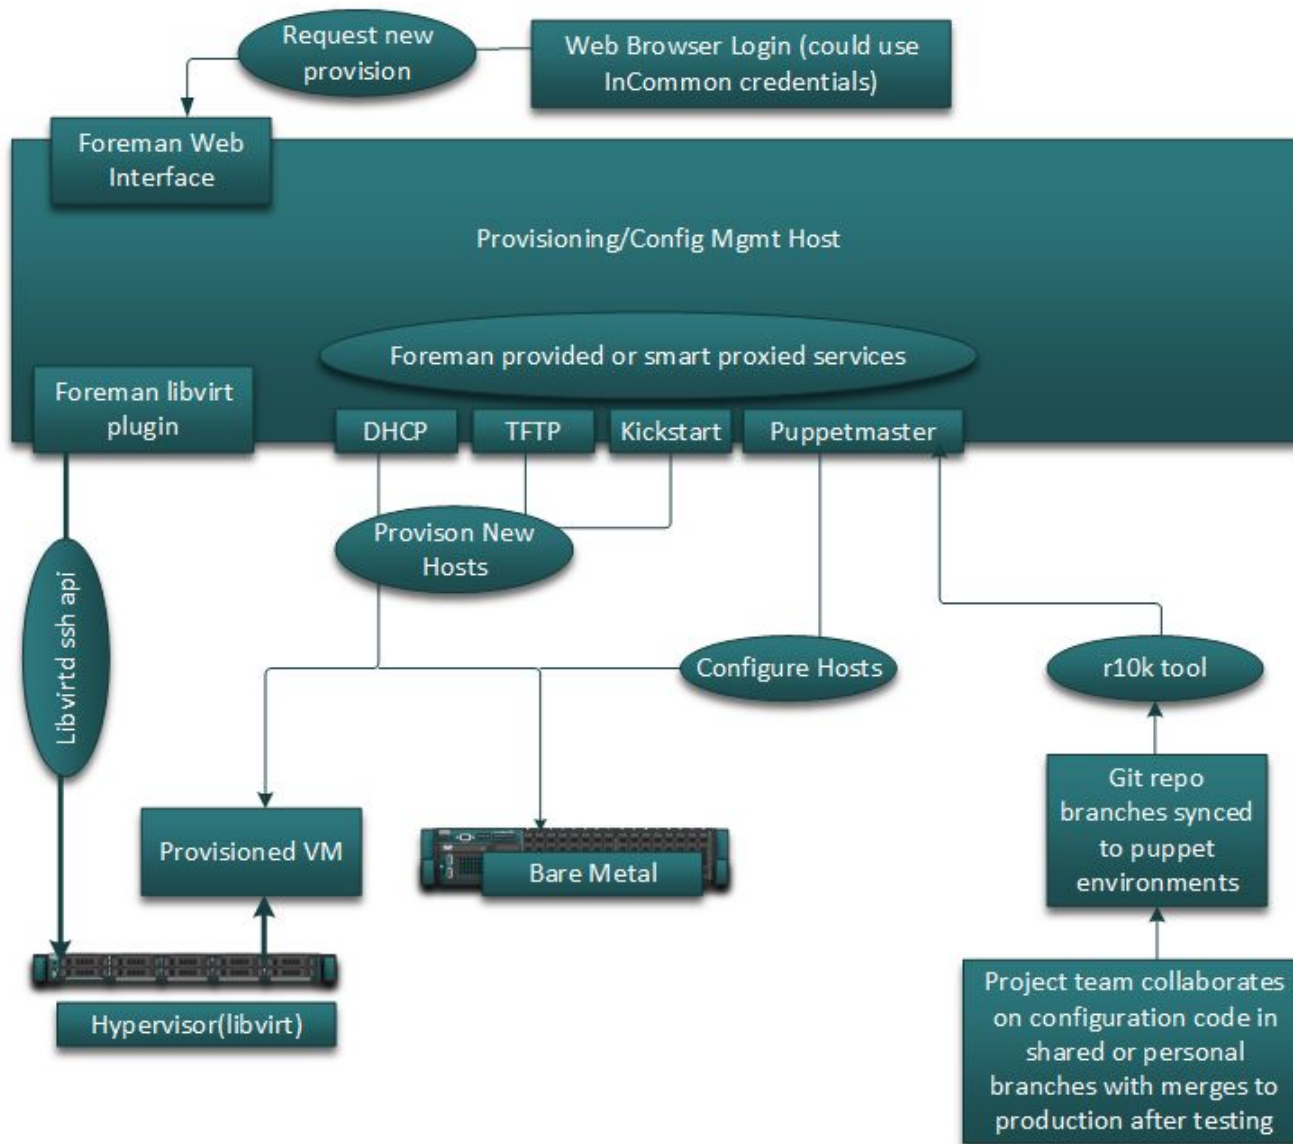 Request new
provision
Web Browser Login (could use
InCommon credentials)
Foreman Web
Interface
Provisioning/Config Mgmt Host
Foreman provided or smart proxied services
Foreman libvirt
plugin
DHCP
TFTP
Kickstart
Puppetmaster
Provison New
Hosts
Libvirtd ssh api
Configure Hosts
r10k tool
Git repo
branches synced
to puppet
environments
Provisioned VM
Bare Metal
Hypervisor(libvirt)
Project team collaborates
on configuration code in
shared or personal
branches with merges to
production after testing